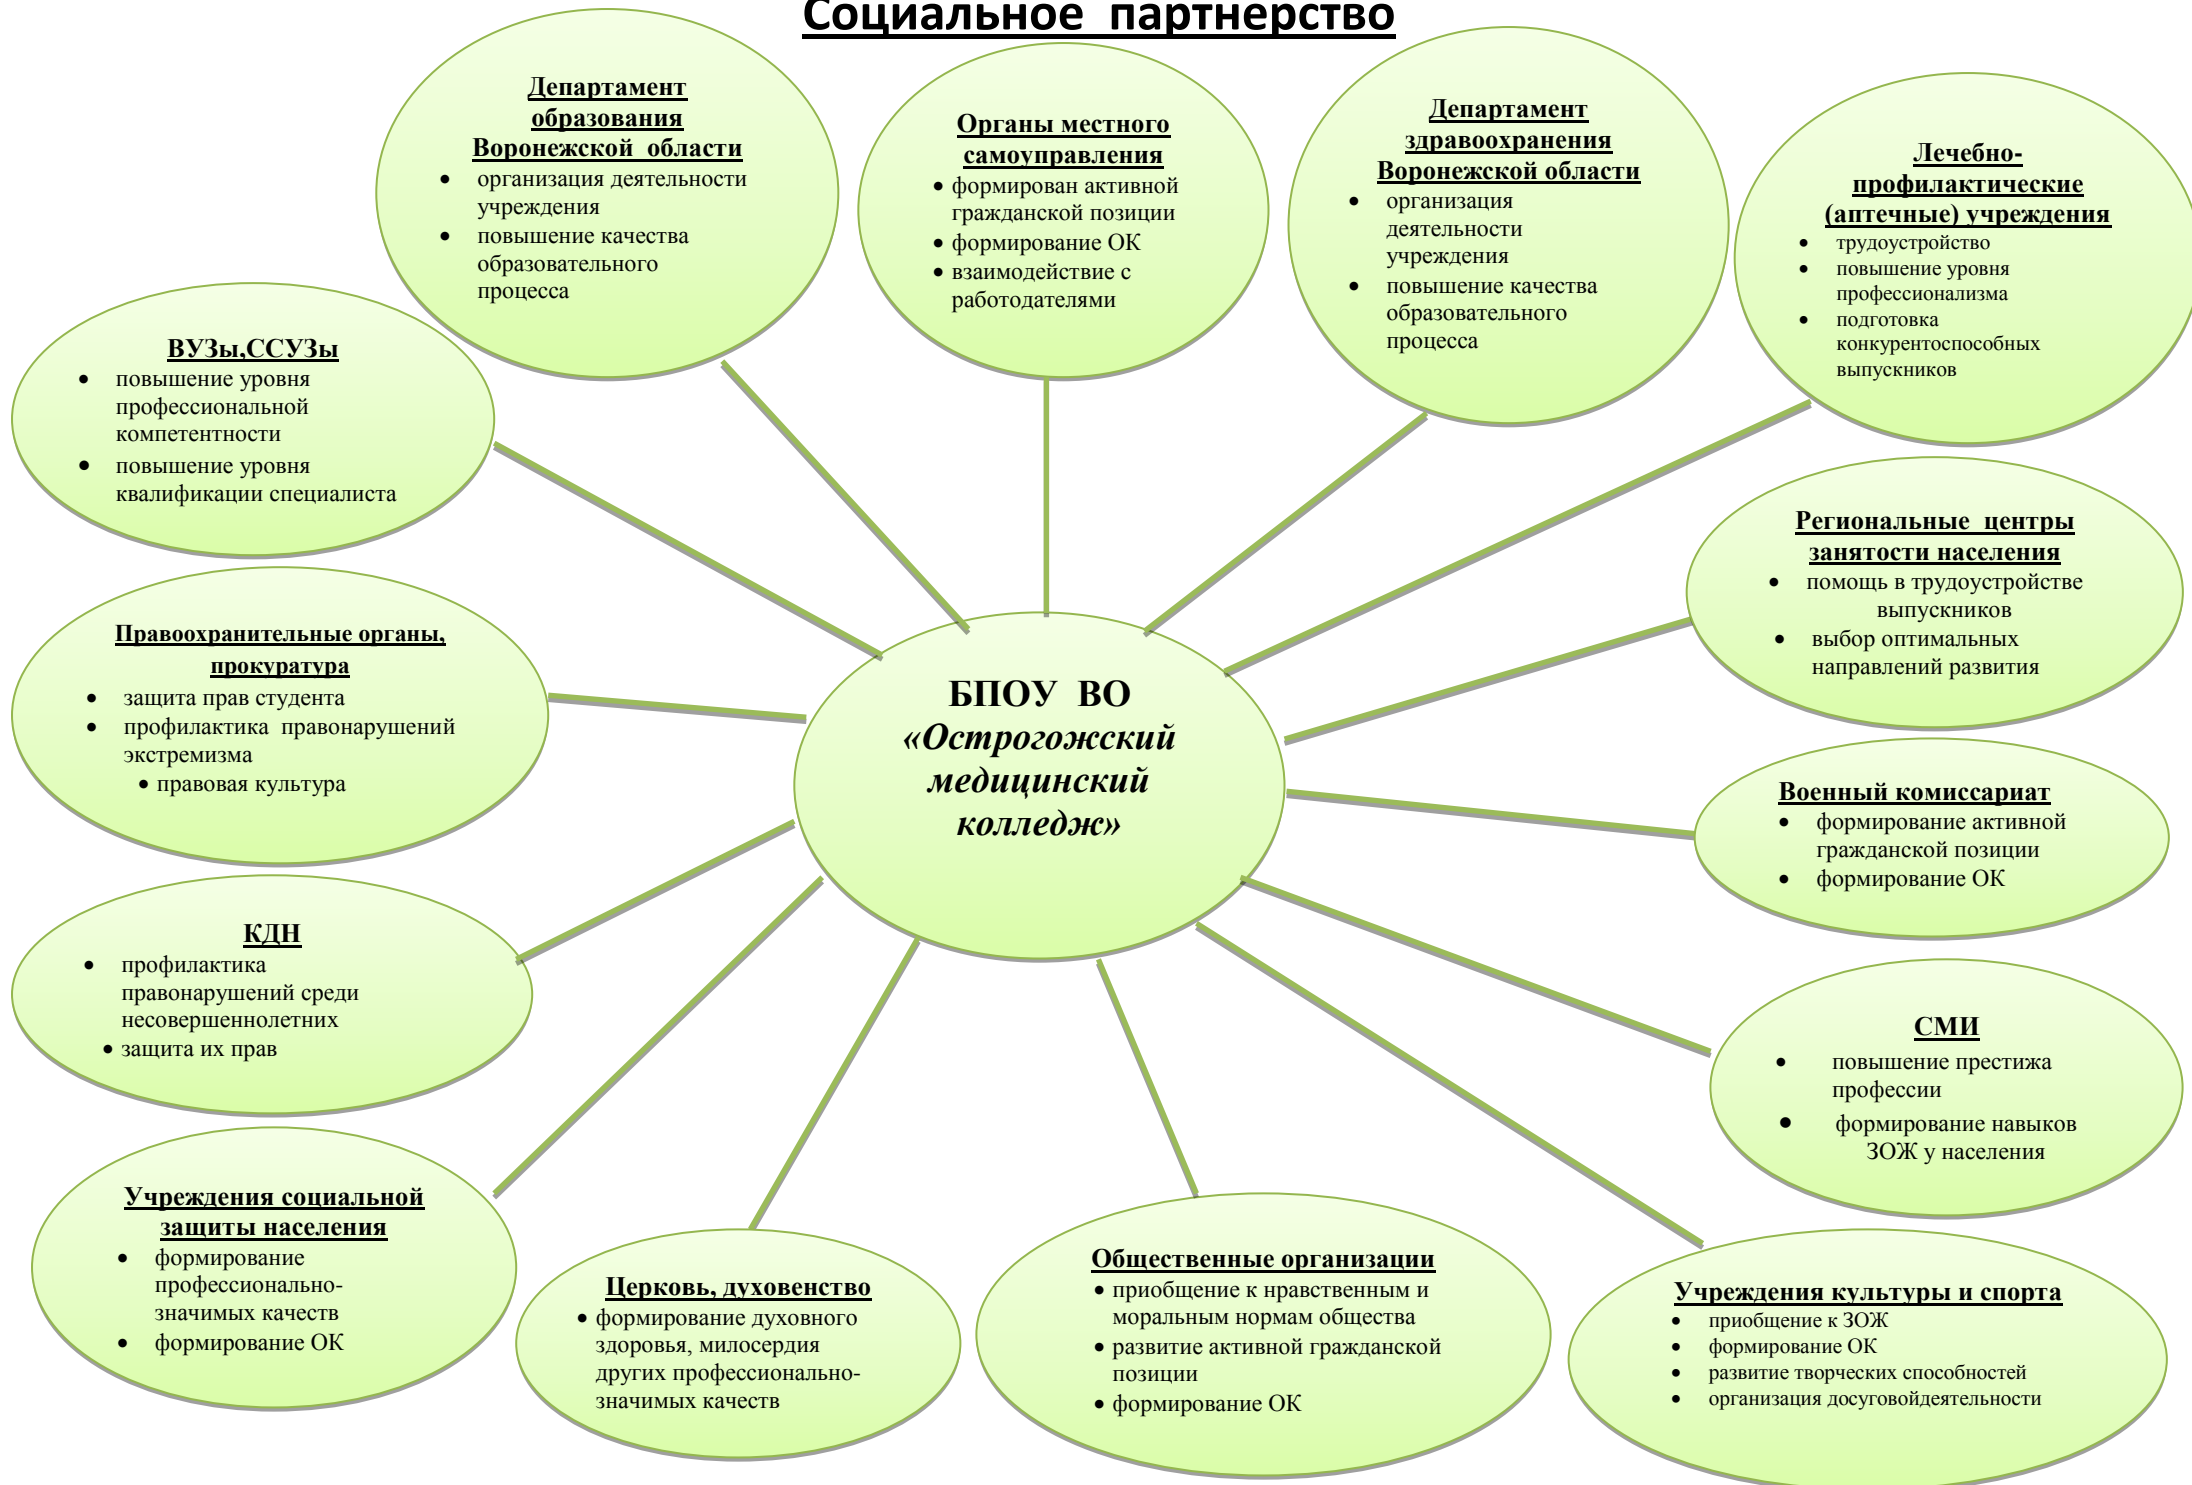 Социальное партнерство
Департамент
образования
Воронежской области
• организация деятельности
учреждения
• повышение качества
образовательного
процесса
Органы местного
самоуправления
• формирован активной
гражданской позиции
• формирование ОК
• взаимодействие с
работодателями
Департамент
здравоохранения
Воронежской области
• организация
деятельности
учреждения
• повышение качества
образовательного
процесса
Лечебно-
профилактические
(аптечные) учреждения
• трудоустройство
• повышение уровня
профессионализма
• подготовка
конкурентоспособных
выпускников
ВУЗы,ССУЗы
• повышение уровня
профессиональной
компетентности
• повышение уровня
квалификации специалиста
Региональные центры
занятости населения
• помощь в трудоустройстве
выпускников
• выбор оптимальных
направлений развития
Правоохранительные органы,
прокуратура
• защита прав студента
• профилактика правонарушений
экстремизма
• правовая культура
БПОУ ВО
«Острогожский
медицинский
колледж»
Военный комиссариат
• формирование активной
гражданской позиции
• формирование ОК
КДН
• профилактика
правонарушений среди
несовершеннолетних
• защита их прав
СМИ
• повышение престижа
профессии
• формирование навыков
ЗОЖ у населения
Учреждения социальной
защиты населения
• формирование
профессионально-
значимых качеств
• формирование ОК
Церковь, духовенство
• формирование духовного
здоровья, милосердия
других профессионально-
значимых качеств
Общественные организации
• приобщение к нравственным и
моральным нормам общества
• развитие активной гражданской
позиции
• формирование ОК
Учреждения культуры и спорта
• приобщение к ЗОЖ
• формирование ОК
• развитие творческих способностей
• организация досуговойдеятельности